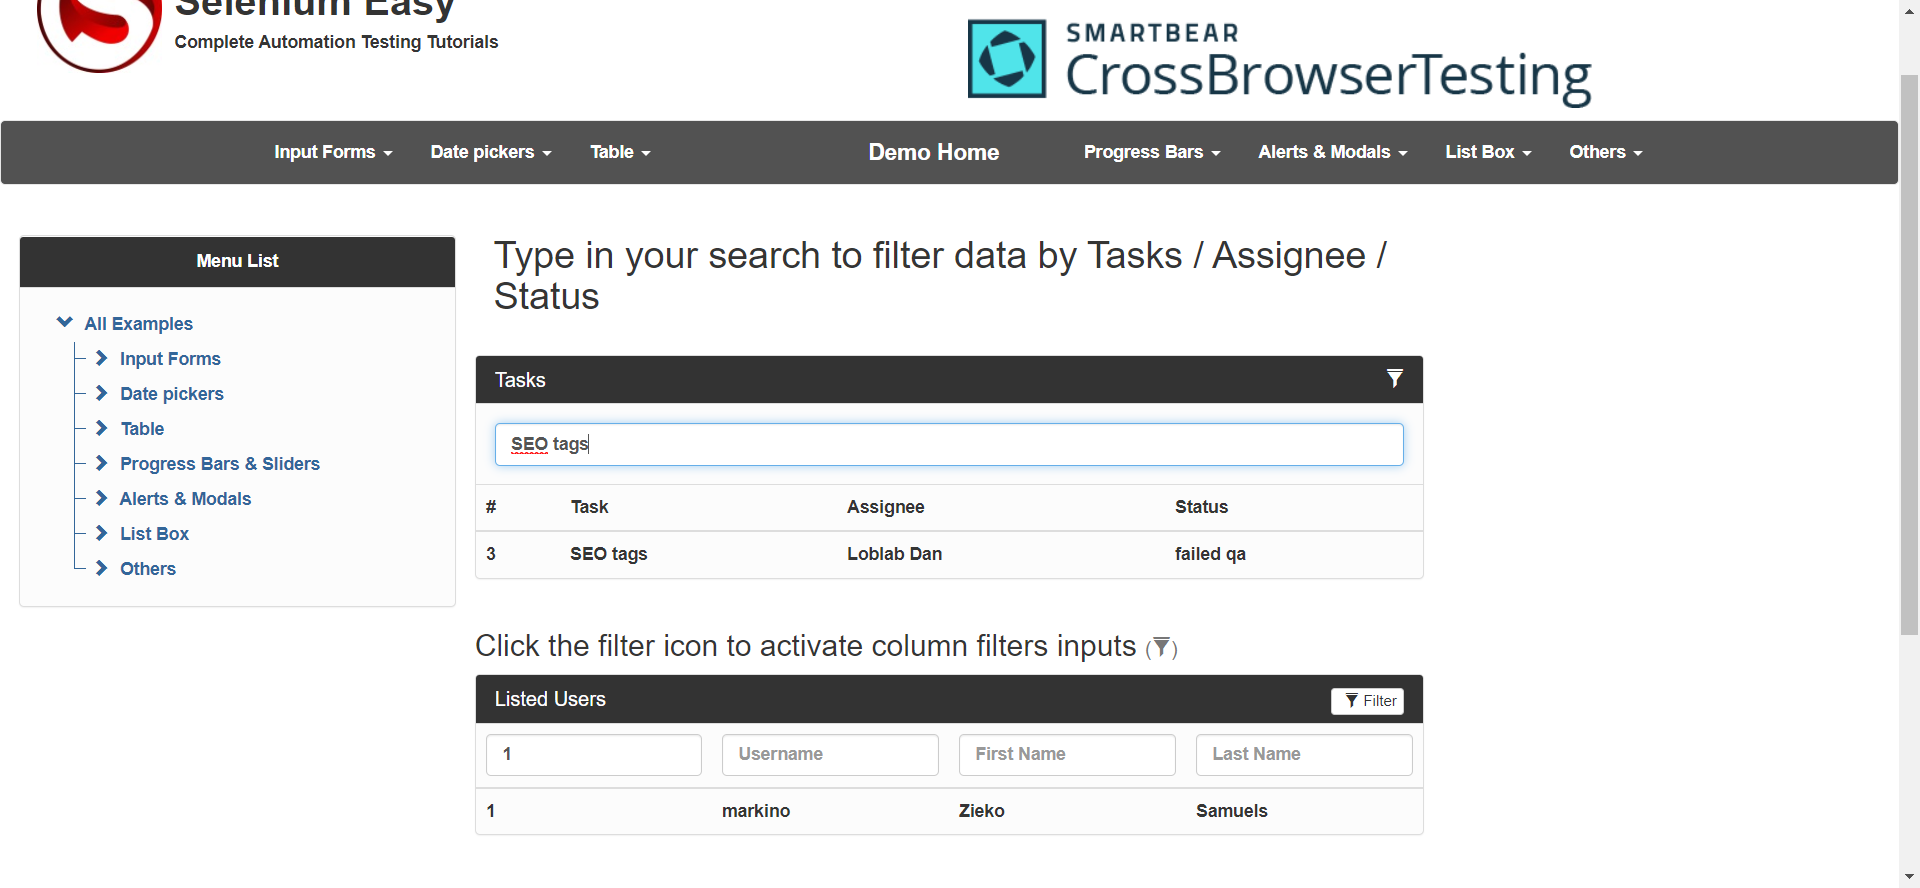 Selenium Easy
Complete Automation Testing Tutorials
SMARTBEAR
CrossBrowserTesting
Input Forms Date pickers Table Demo Home Progress Bars Alerts & Modals List Box Others
Menu List
All Examples
Input Forms
Date pickers
Table
Progress Bars & Sliders
Alerts & Modals
List Box
Others
Type in your search to filter data by Tasks / Assignee /
Status
Tasks
SEO tags
# Task Assignee Status
3 SEO tags Loblab Dan failed qa
Click the filter icon to activate column filters inputs ( )
Listed Users Filter
1 Username First Name Last Name
1 markino Zieko Samuels